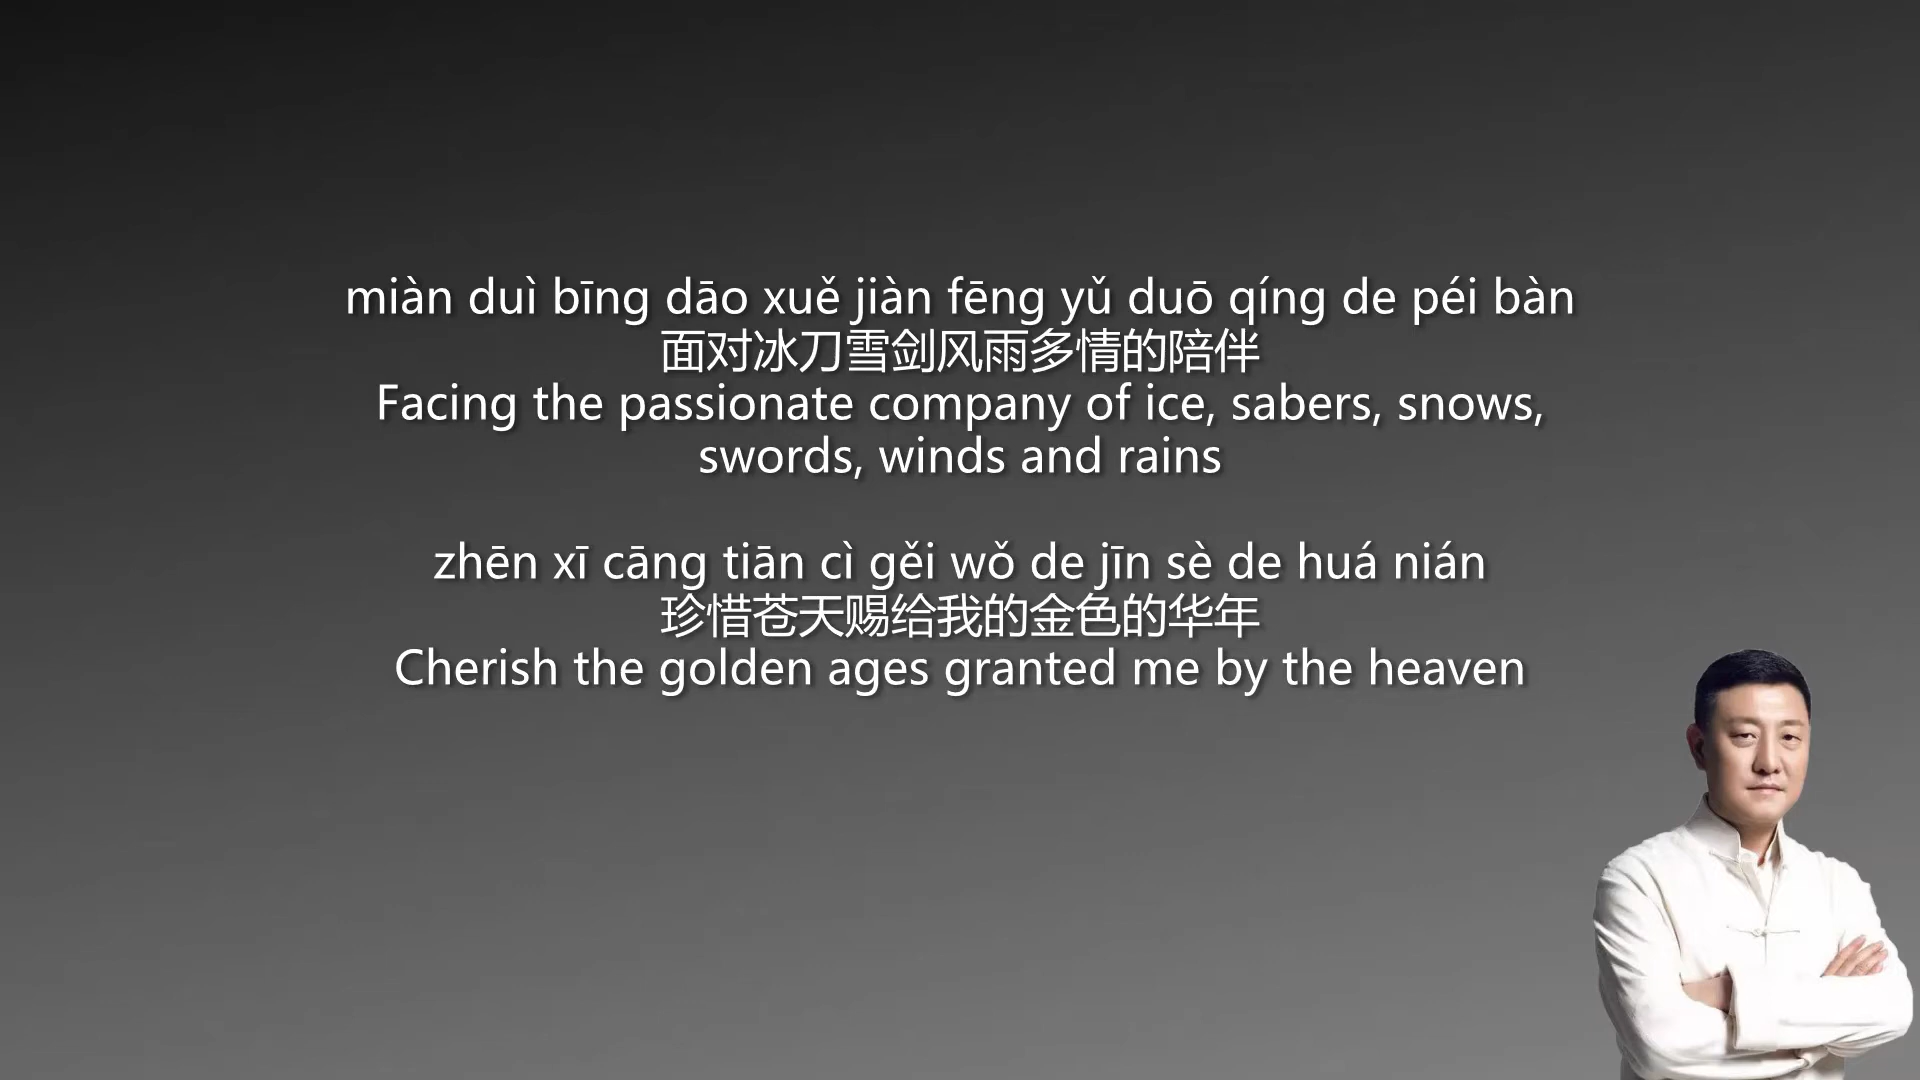 miàn duì bīng dāo xuě jiàn fēng yǔ duō qíng de péi bàn
面对冰刀雪剑风雨多情的陪伴
Facing the passionate company of ice, sabers, snows,
swords, winds and rains
zhēn xī cāng tiān cì gěi wǒ de jīn sè de huá nián
珍惜苍天赐给我的金色的华年
Cherish the golden ages granted me by the heaven